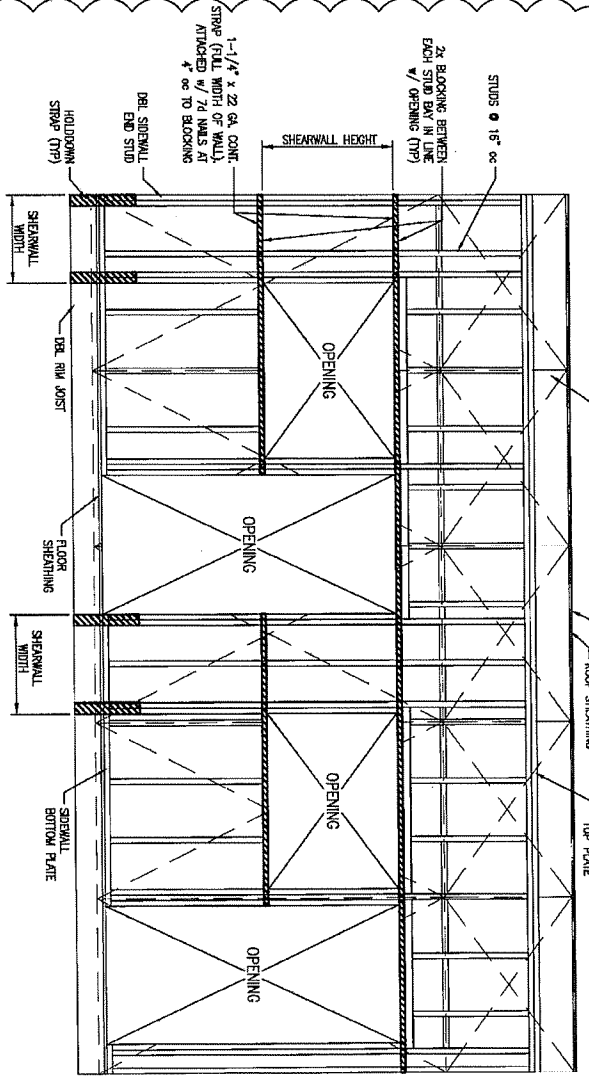 STUDS @ 16" oc
2x BLOCKING BETWEEN
EACH STUD BAY IN LINE
w/ OPENING (TYP)
1-1/4" x 22 GA. CONT.
STRAP (FULL WIDTH OF WALL),
ATTACHED w/ 7d NAILS AT
4" oc TO BLOCKING
DBL SIDEWALL
END STUD
HOLDDOWN
STRAP (TYP)
SHEARWALL HEIGHT
SHEARWALL
WIDTH
DBL RIM JOIST
OPENING
OPENING
FLOOR
SHEATHING
SHEARWALL
WIDTH
OPENING
SIDEWALL
BOTTOM PLATE
OPENING
ROOF SHEATHING
TOP PLATE